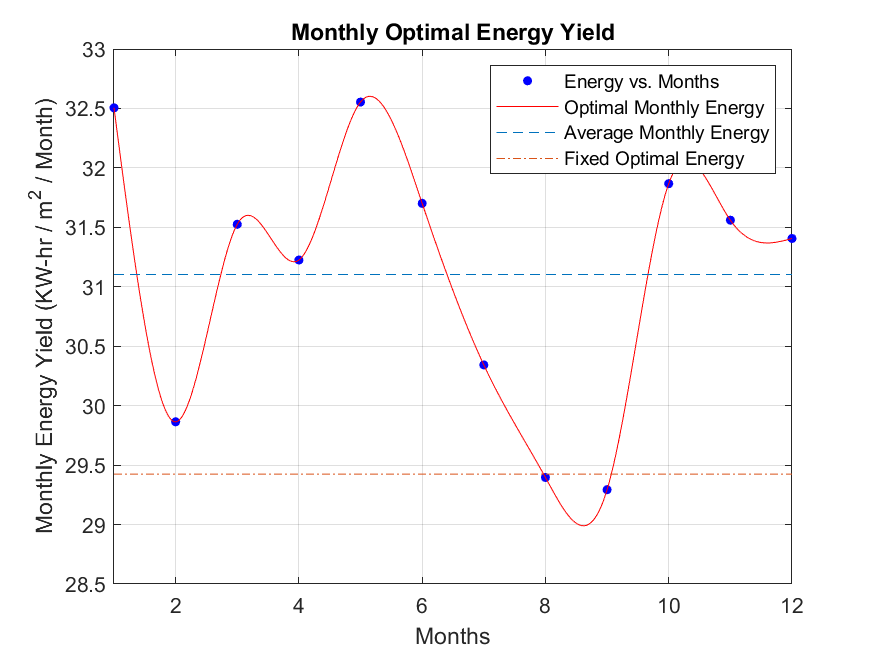 Monthly Optimal Energy Yield
Monthly Energy Yield (KW-hr / m² / Month)
33
32.5
32
31.5
31
30.5
30
29.5
29
28.5
Energy vs. Months
Optimal Monthly Energy
Average Monthly Energy
Fixed Optimal Energy
2 4 6 8 10 12
Months